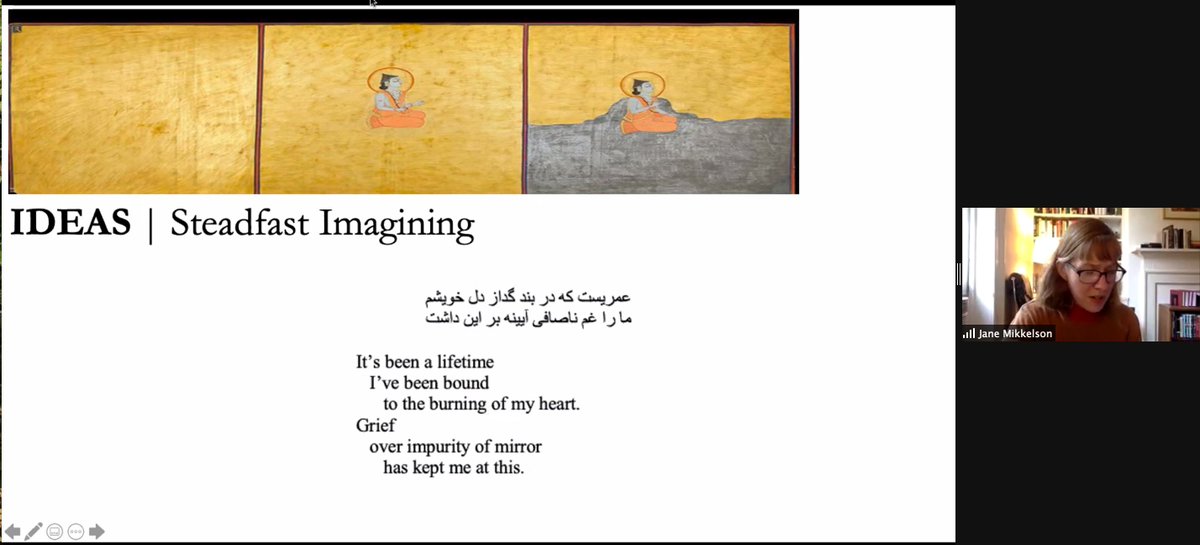 IDEAS | Steadfast Imagining
عمریست که در بند گداز دل خویشم
ما را غم ناصافی آیینه بر این داشت
It’s been a lifetime
I’ve been bound
to the burning of my heart.
Grief
over impurity of mirror
has kept me at this.
Jane Mikkelson